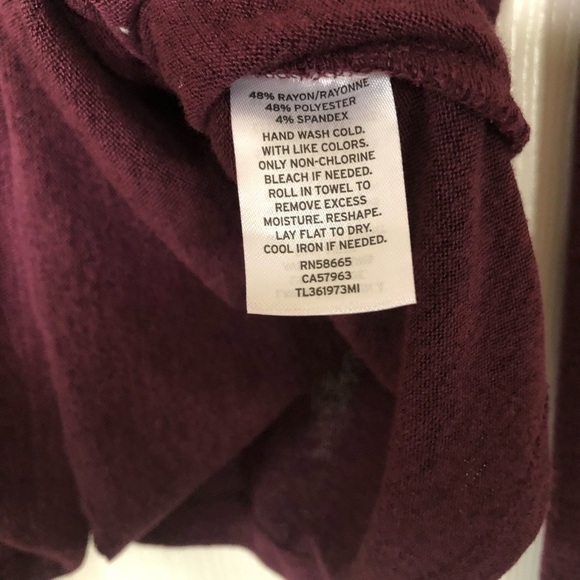 48% RAYON/RAYONNE
48% POLYESTER
4% SPANDEX
HAND WASH COLD.
WITH LIKE COLORS.
ONLY NON-CHLORINE
BLEACH IF NEEDED.
ROLL IN TOWEL TO
REMOVE EXCESS
MOISTURE. RESHAPE.
LAY FLAT TO DRY.
COOL IRON IF NEEDED.
RN58665
CA57963
TL361973MI